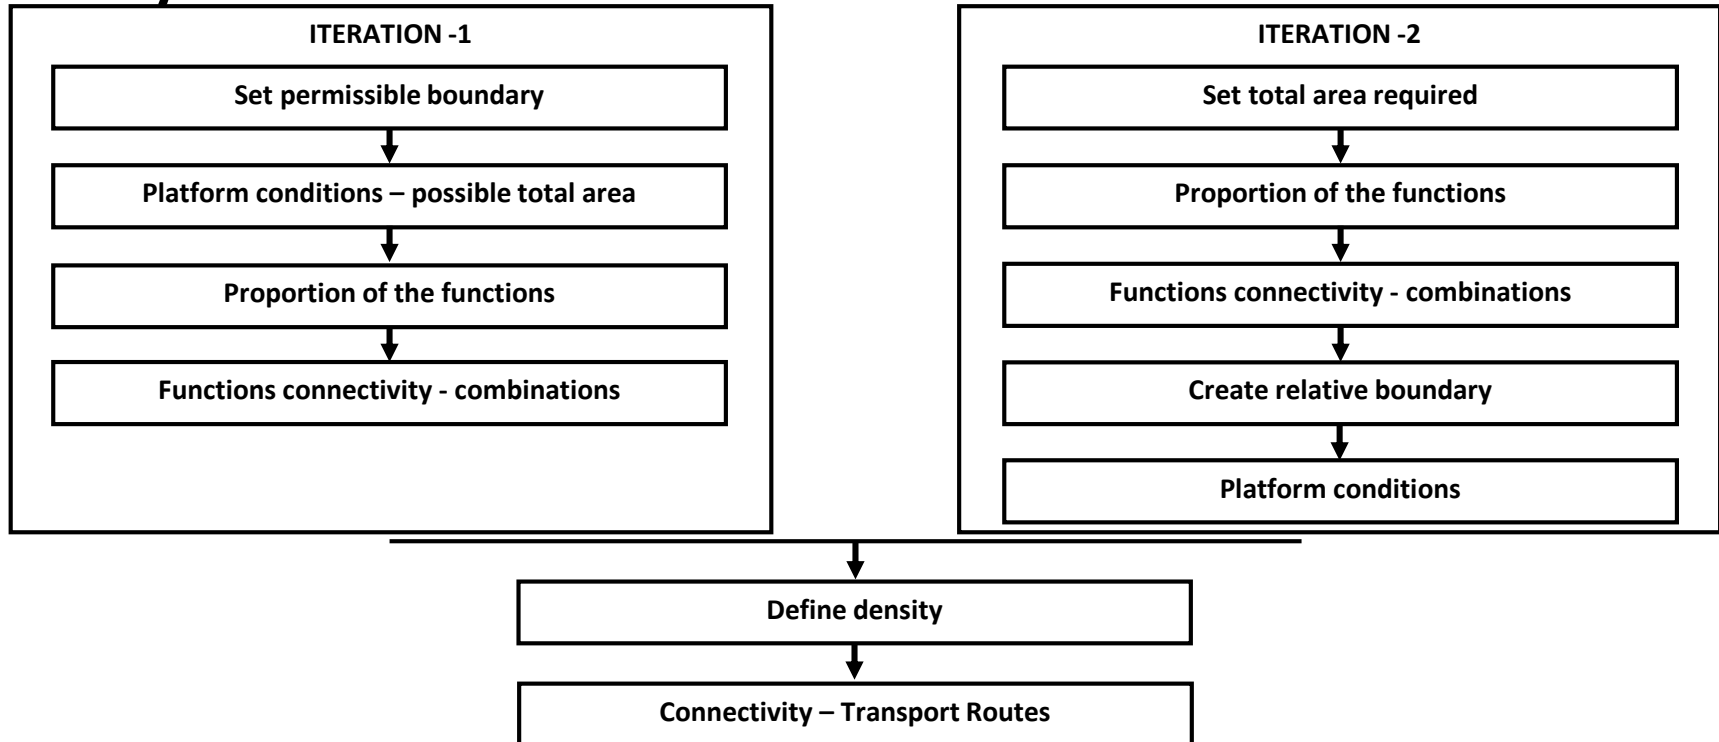 ITERATION -1
Set permissible boundary
Platform conditions – possible total area
Proportion of the functions
Functions connectivity - combinations
ITERATION -2
Set total area required
Proportion of the functions
Functions connectivity - combinations
Create relative boundary
Platform conditions
Define density
Connectivity – Transport Routes